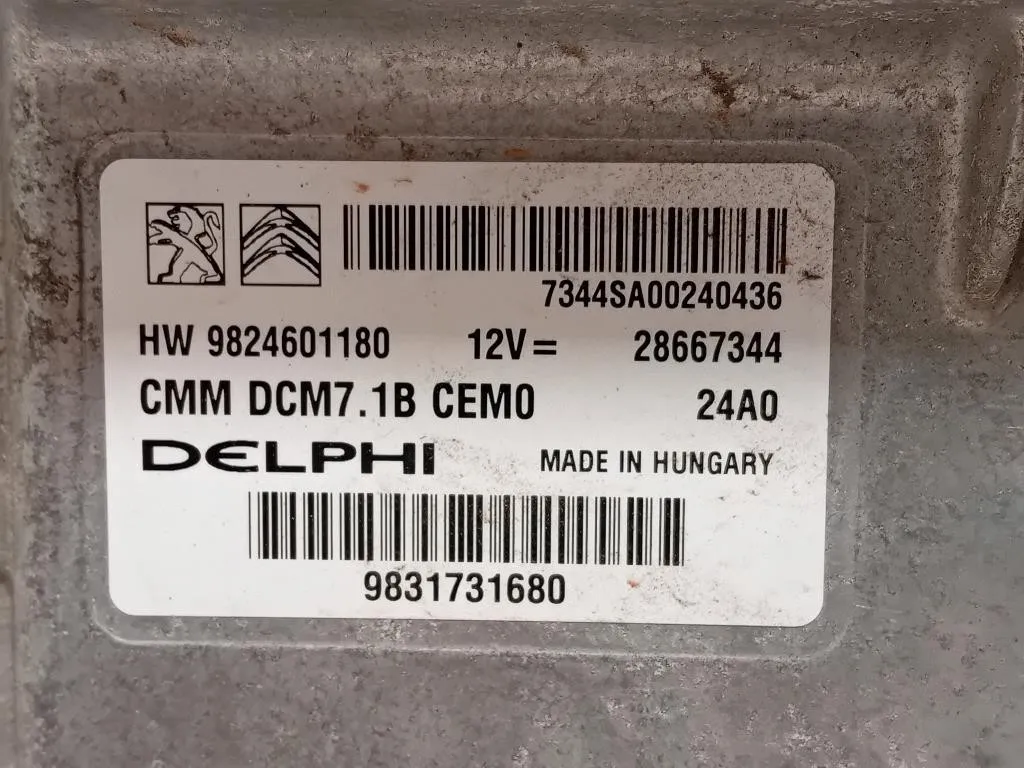 7344SA00240436
HW 9824601180 12V= 28667344
CMM DCM7.1B CEM0 24A0
DELPHI MADE IN HUNGARY
9831731680